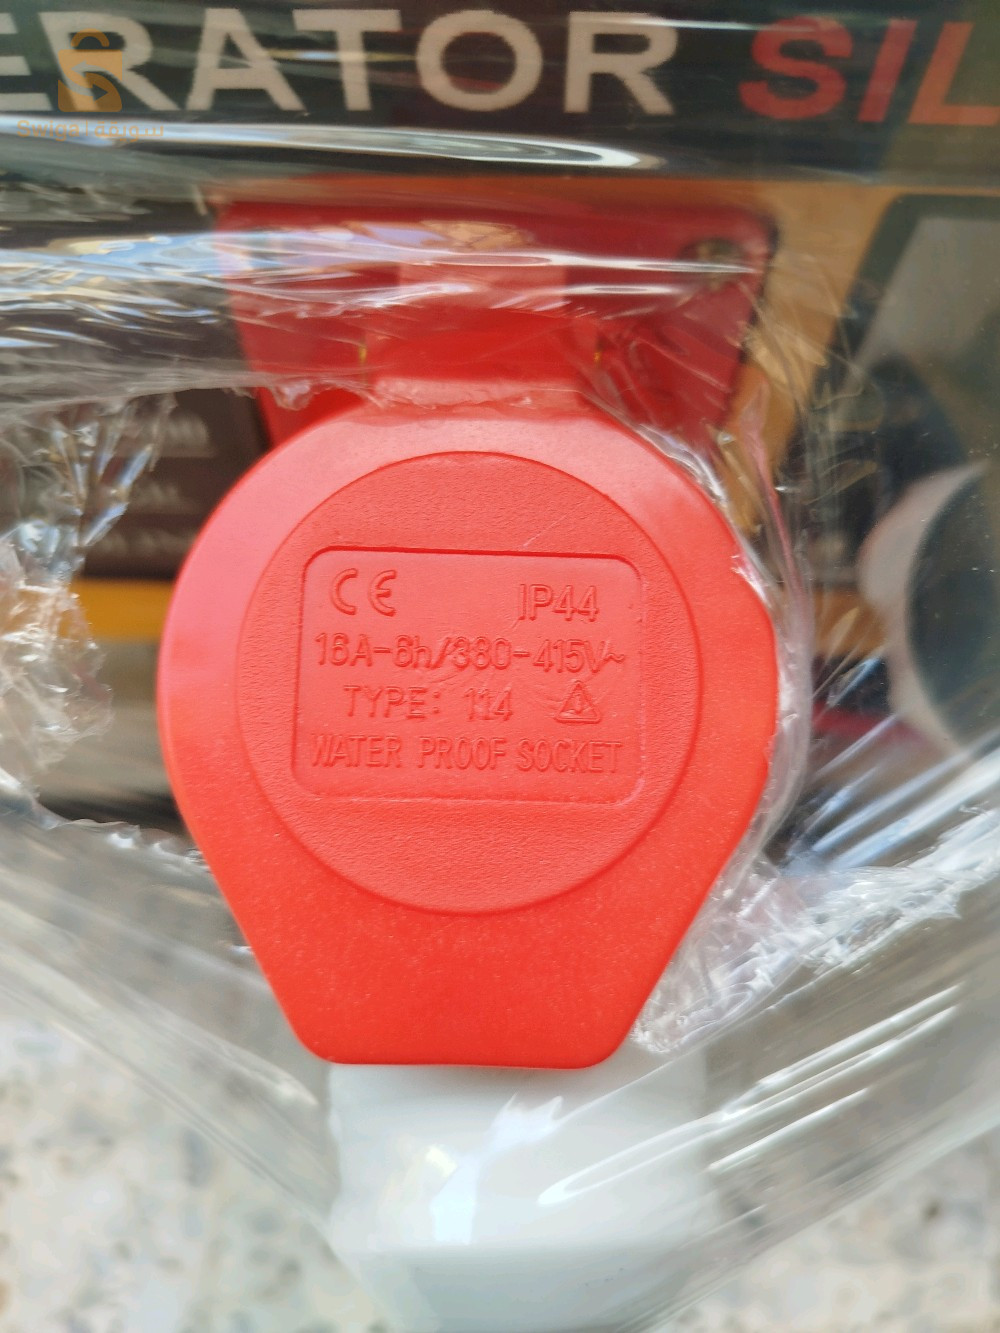 ERATOR SIL
CE IP44
16A-6h/380-415V~
TYPE: 114
WATER PROOF SOCKET